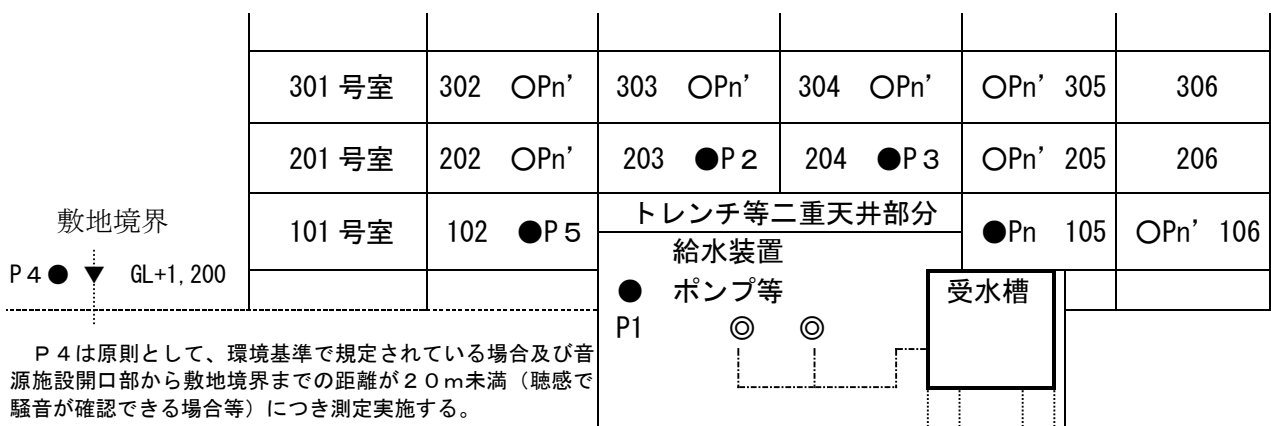 301 号室 302 ○Pn’ 303 ○Pn’ 304 ○Pn’ ○Pn’ 305 306
201 号室 202 ○Pn’ 203 ●P２ 204 ●P３ ○Pn’ 205 206
敷地境界
101 号室 102 ●P５ トレンチ等二重天井部分 ●Pn 105 ○Pn’ 106
給水装置
P４● ▼ GL+1,200
● ポンプ等 受水槽
P1 ◎ ◎
Ｐ４は原則として、環境基準で規定されている場合及び音
源施設開口部から敷地境界までの距離が２０ｍ未満（聴感で
騒音が確認できる場合等）につき測定実施する。